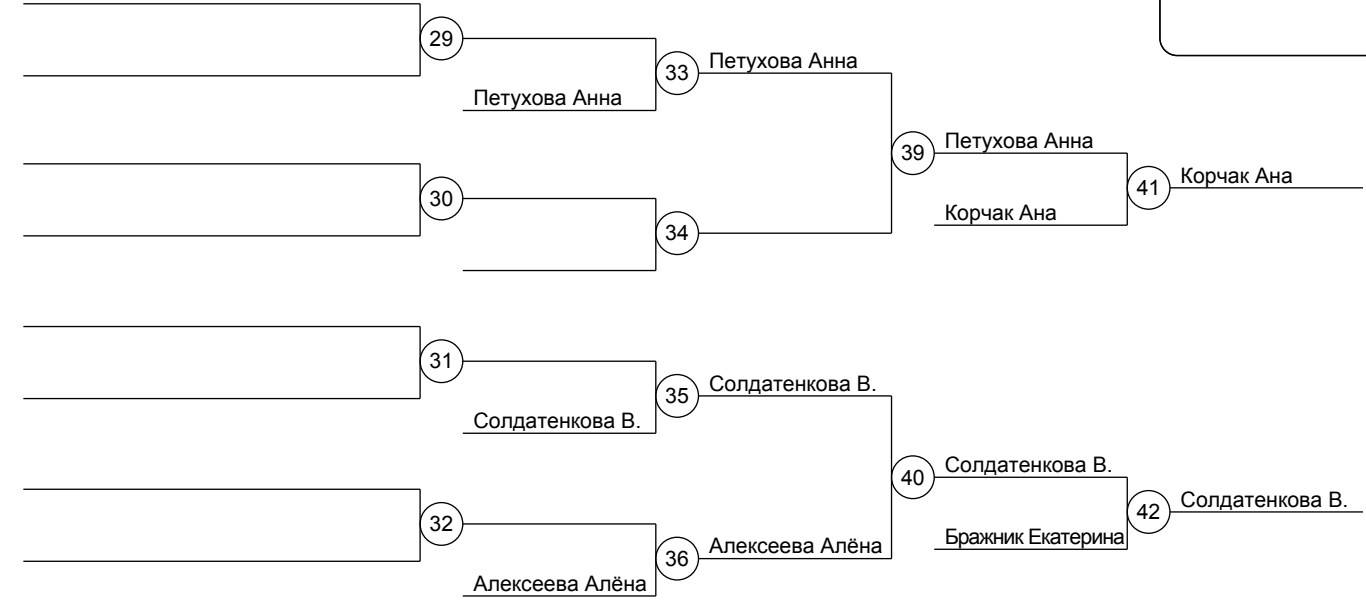 29
Петухова Анна
33
Петухова Анна
39
Петухова Анна
30
34
Корчак Ана
41
Корчак Ана
31
Солдатенкова В.
35
Солдатенкова В.
40
Солдатенкова В.
32
Алексеева Алёна
36
Алексеева Алёна
Бражник Екатерина
42
Солдатенкова В.